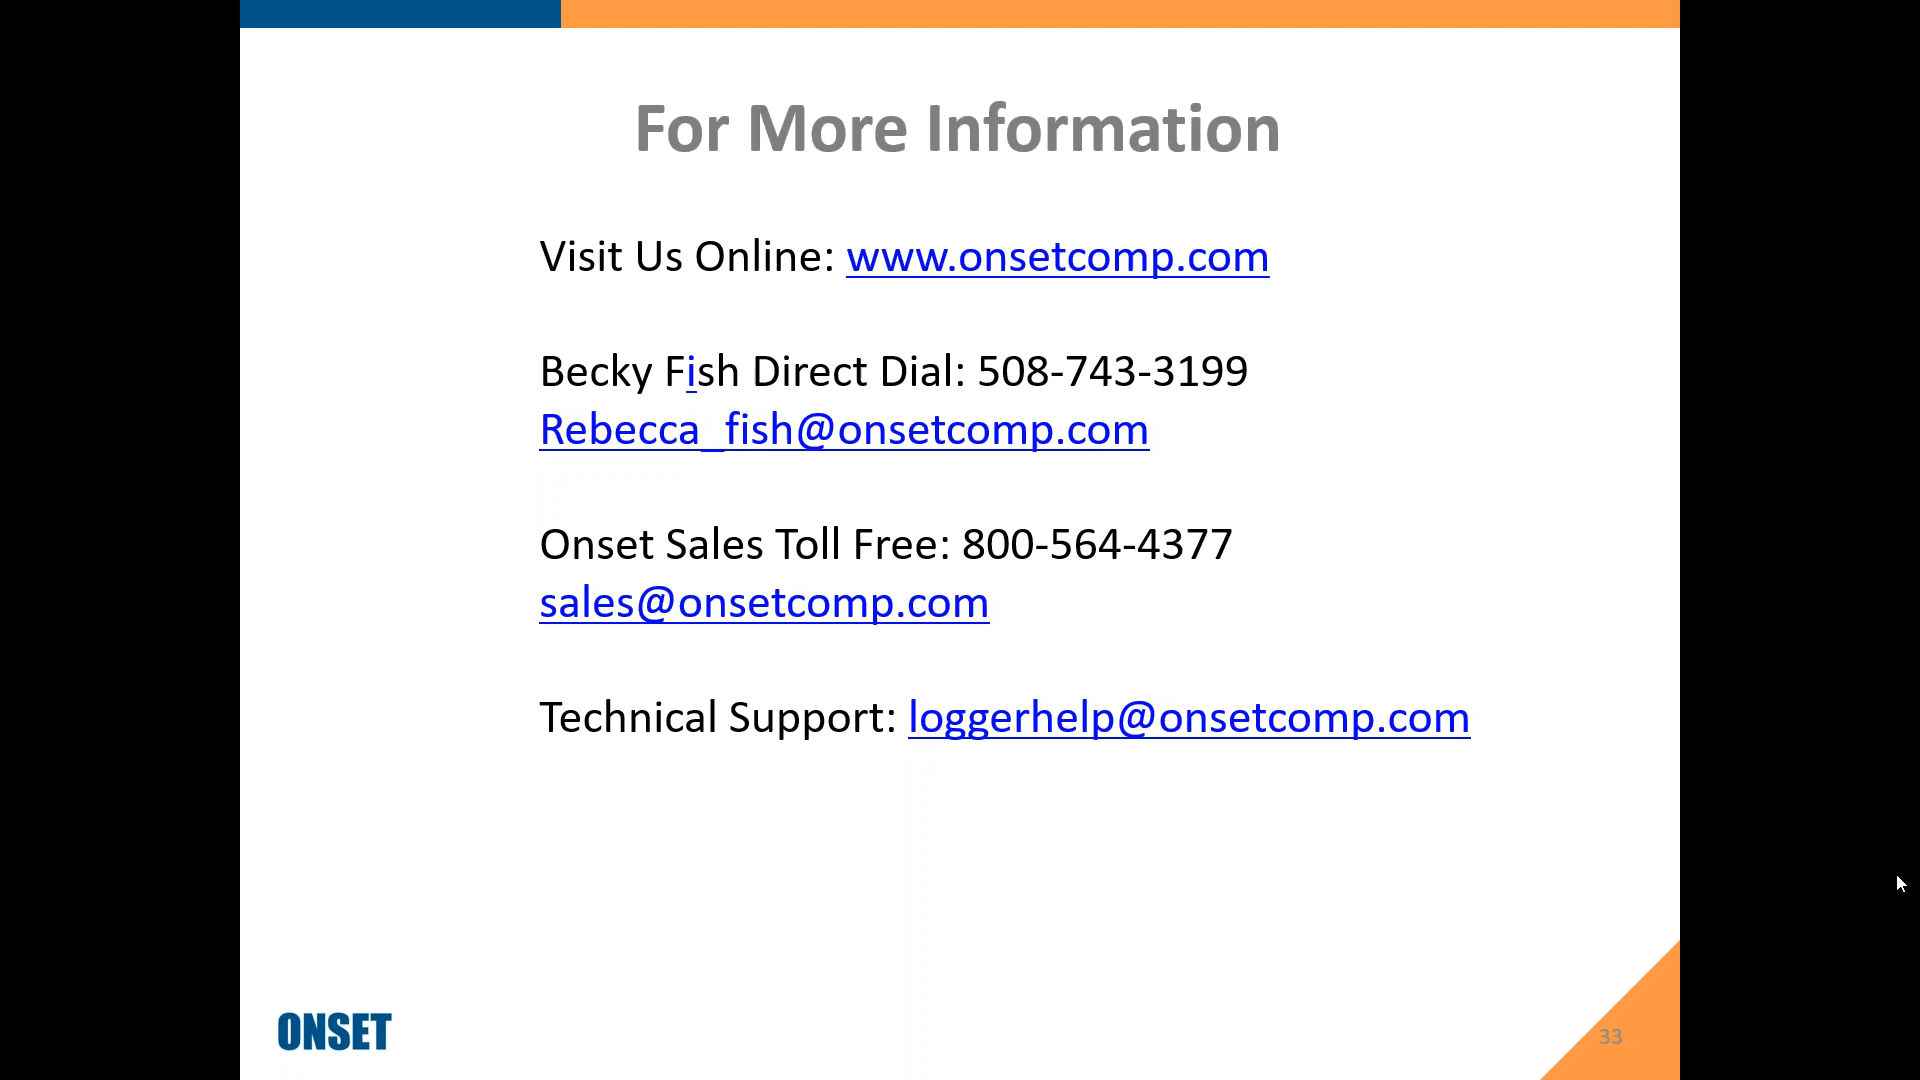 For More Information
Visit Us Online: www.onsetcomp.com
Becky Fish Direct Dial: 508-743-3199
Rebecca_fish@onsetcomp.com
Onset Sales Toll Free: 800-564-4377
sales@onsetcomp.com
Technical Support: loggerhelp@onsetcomp.com
ONSET
33